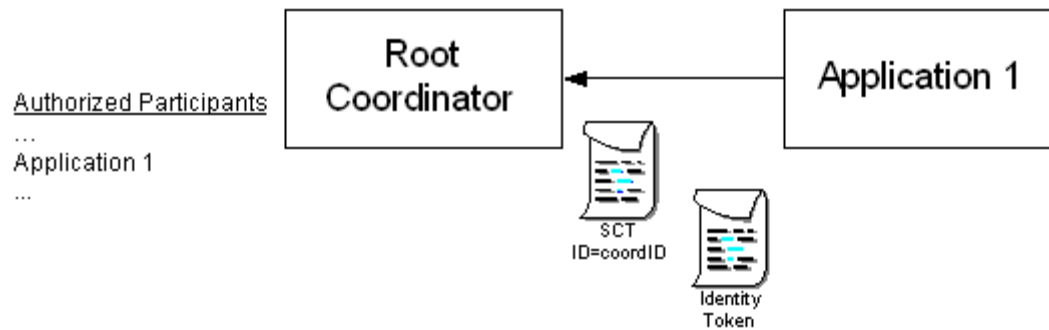 Root
Coordinator
Application 1
Authorized Participants
...
Application 1
...
SCT
ID=coordID
Identity
Token